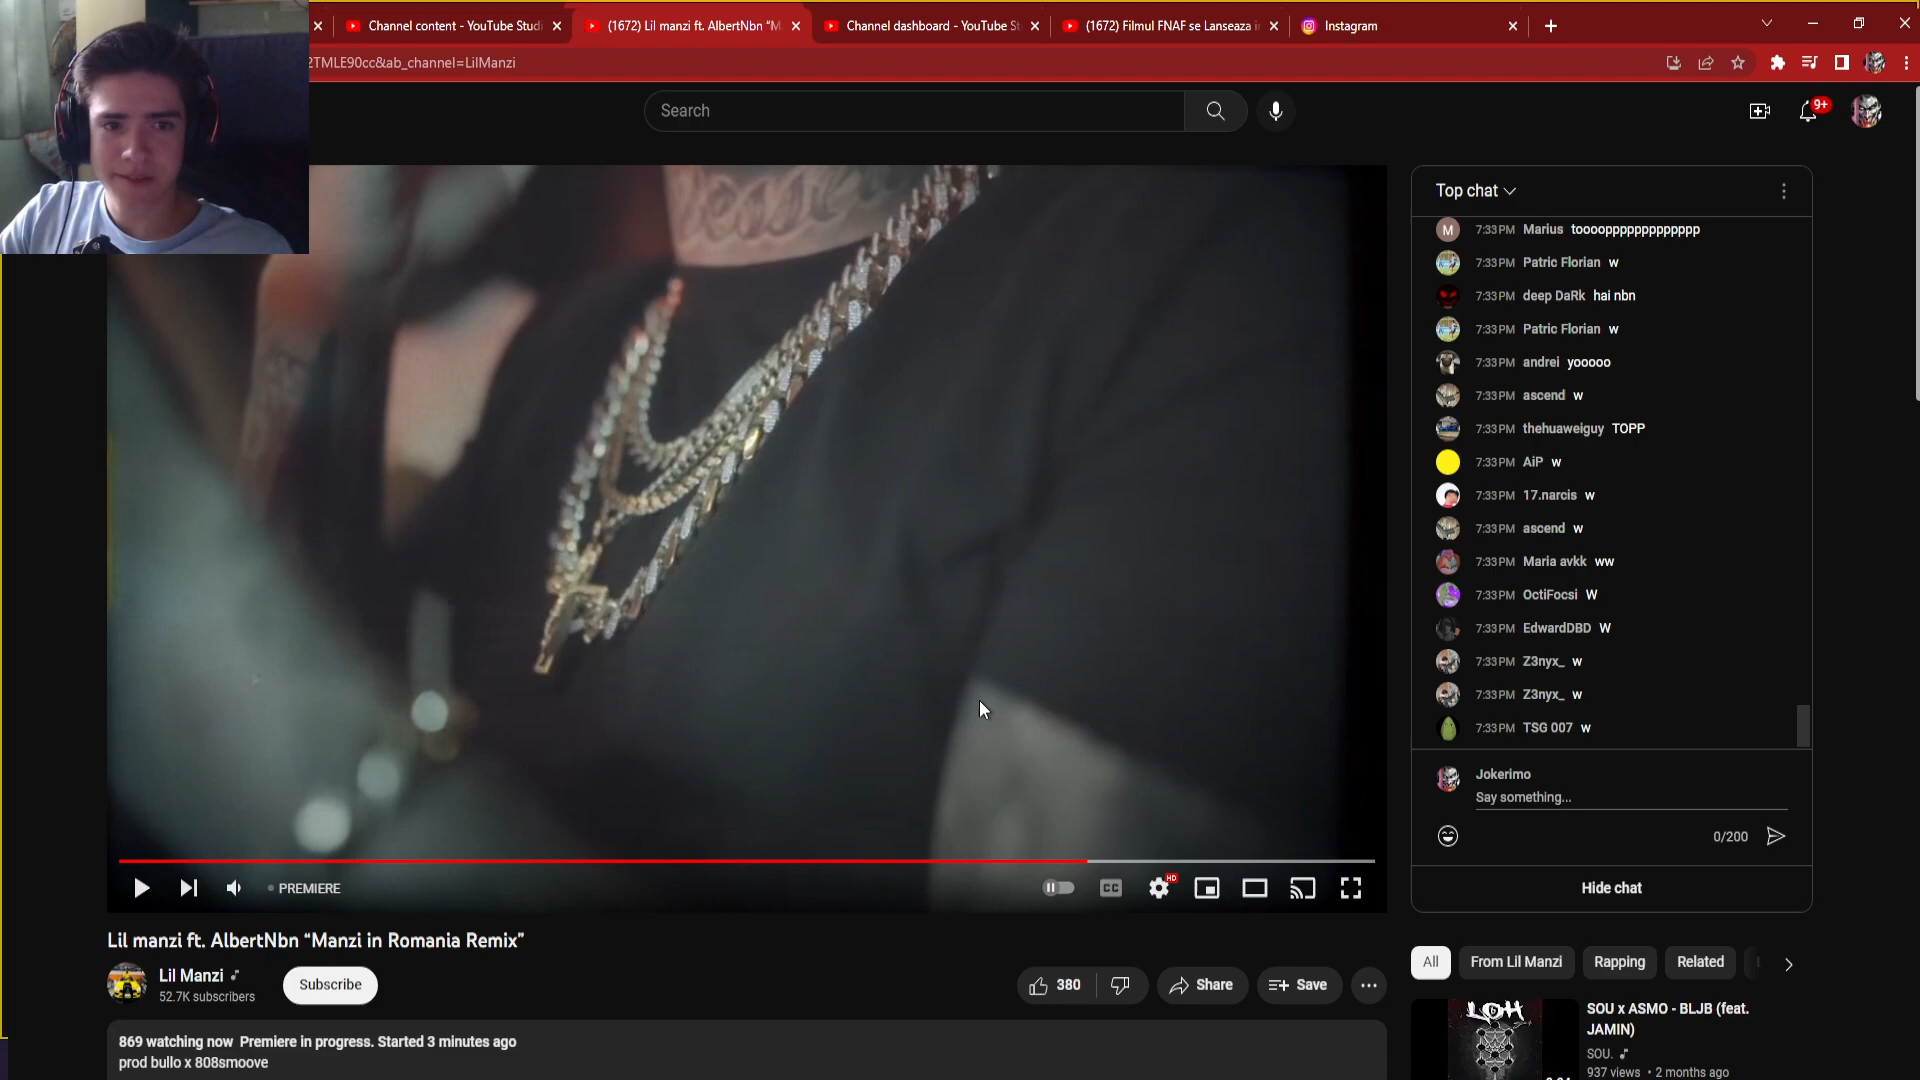 Channel content - YouTube Studi
(1672) Lil manzi ft. AlbertNbn “M
Channel dashboard - YouTube St
(1672) Filmul FNAF se Lanseaza i
Instagram
2TMLE90cc&ab_channel=LilManzi
Search
9+
Top chat
7:33 PM Marius tooooppppppppppppp
7:33 PM Patric Florian w
7:33 PM deep DaRk hai nbn
7:33 PM Patric Florian w
7:33 PM andrei yooooo
7:33 PM ascend w
7:33 PM thehuaweiguy TOPP
7:33 PM AiP w
7:33 PM 17.narcis w
7:33 PM ascend w
7:33 PM Maria avkk ww
7:33 PM OctiFocsi W
7:33 PM EdwardDBD W
7:33 PM Z3nyx_ w
7:33 PM Z3nyx_ w
7:33 PM TSG 007 w
Jokerimo
Say something...
0/200
Hide chat
PREMIERE
CC
HD
Lil manzi ft. AlbertNbn “Manzi in Romania Remix”
Lil Manzi
52.7K subscribers
Subscribe
380
Share
Save
869 watching now Premiere in progress. Started 3 minutes ago
prod bullo x 808smoove
All
From Lil Manzi
Rapping
Related
SOU x ASMO - BLJB (feat.
JAMIN)
SOU.
937 views • 2 months ago